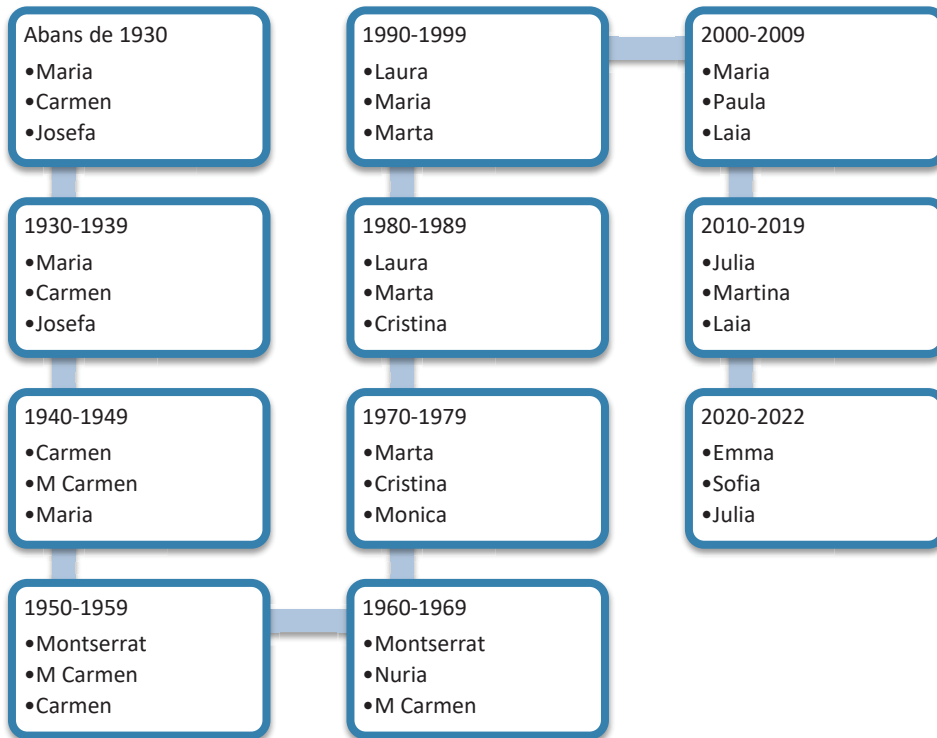 Abans de 1930
•Maria
•Carmen
•Josefa
1930-1939
•Maria
•Carmen
•Josefa
1940-1949
•Carmen
•M Carmen
•Maria
1950-1959
•Montserrat
•M Carmen
•Carmen
1960-1969
•Montserrat
•Nuria
•M Carmen
1970-1979
•Marta
•Cristina
•Monica
1980-1989
•Laura
•Marta
•Cristina
1990-1999
•Laura
•Maria
•Marta
2000-2009
•Maria
•Paula
•Laia
2010-2019
•Julia
•Martina
•Laia
2020-2022
•Emma
•Sofia
•Julia